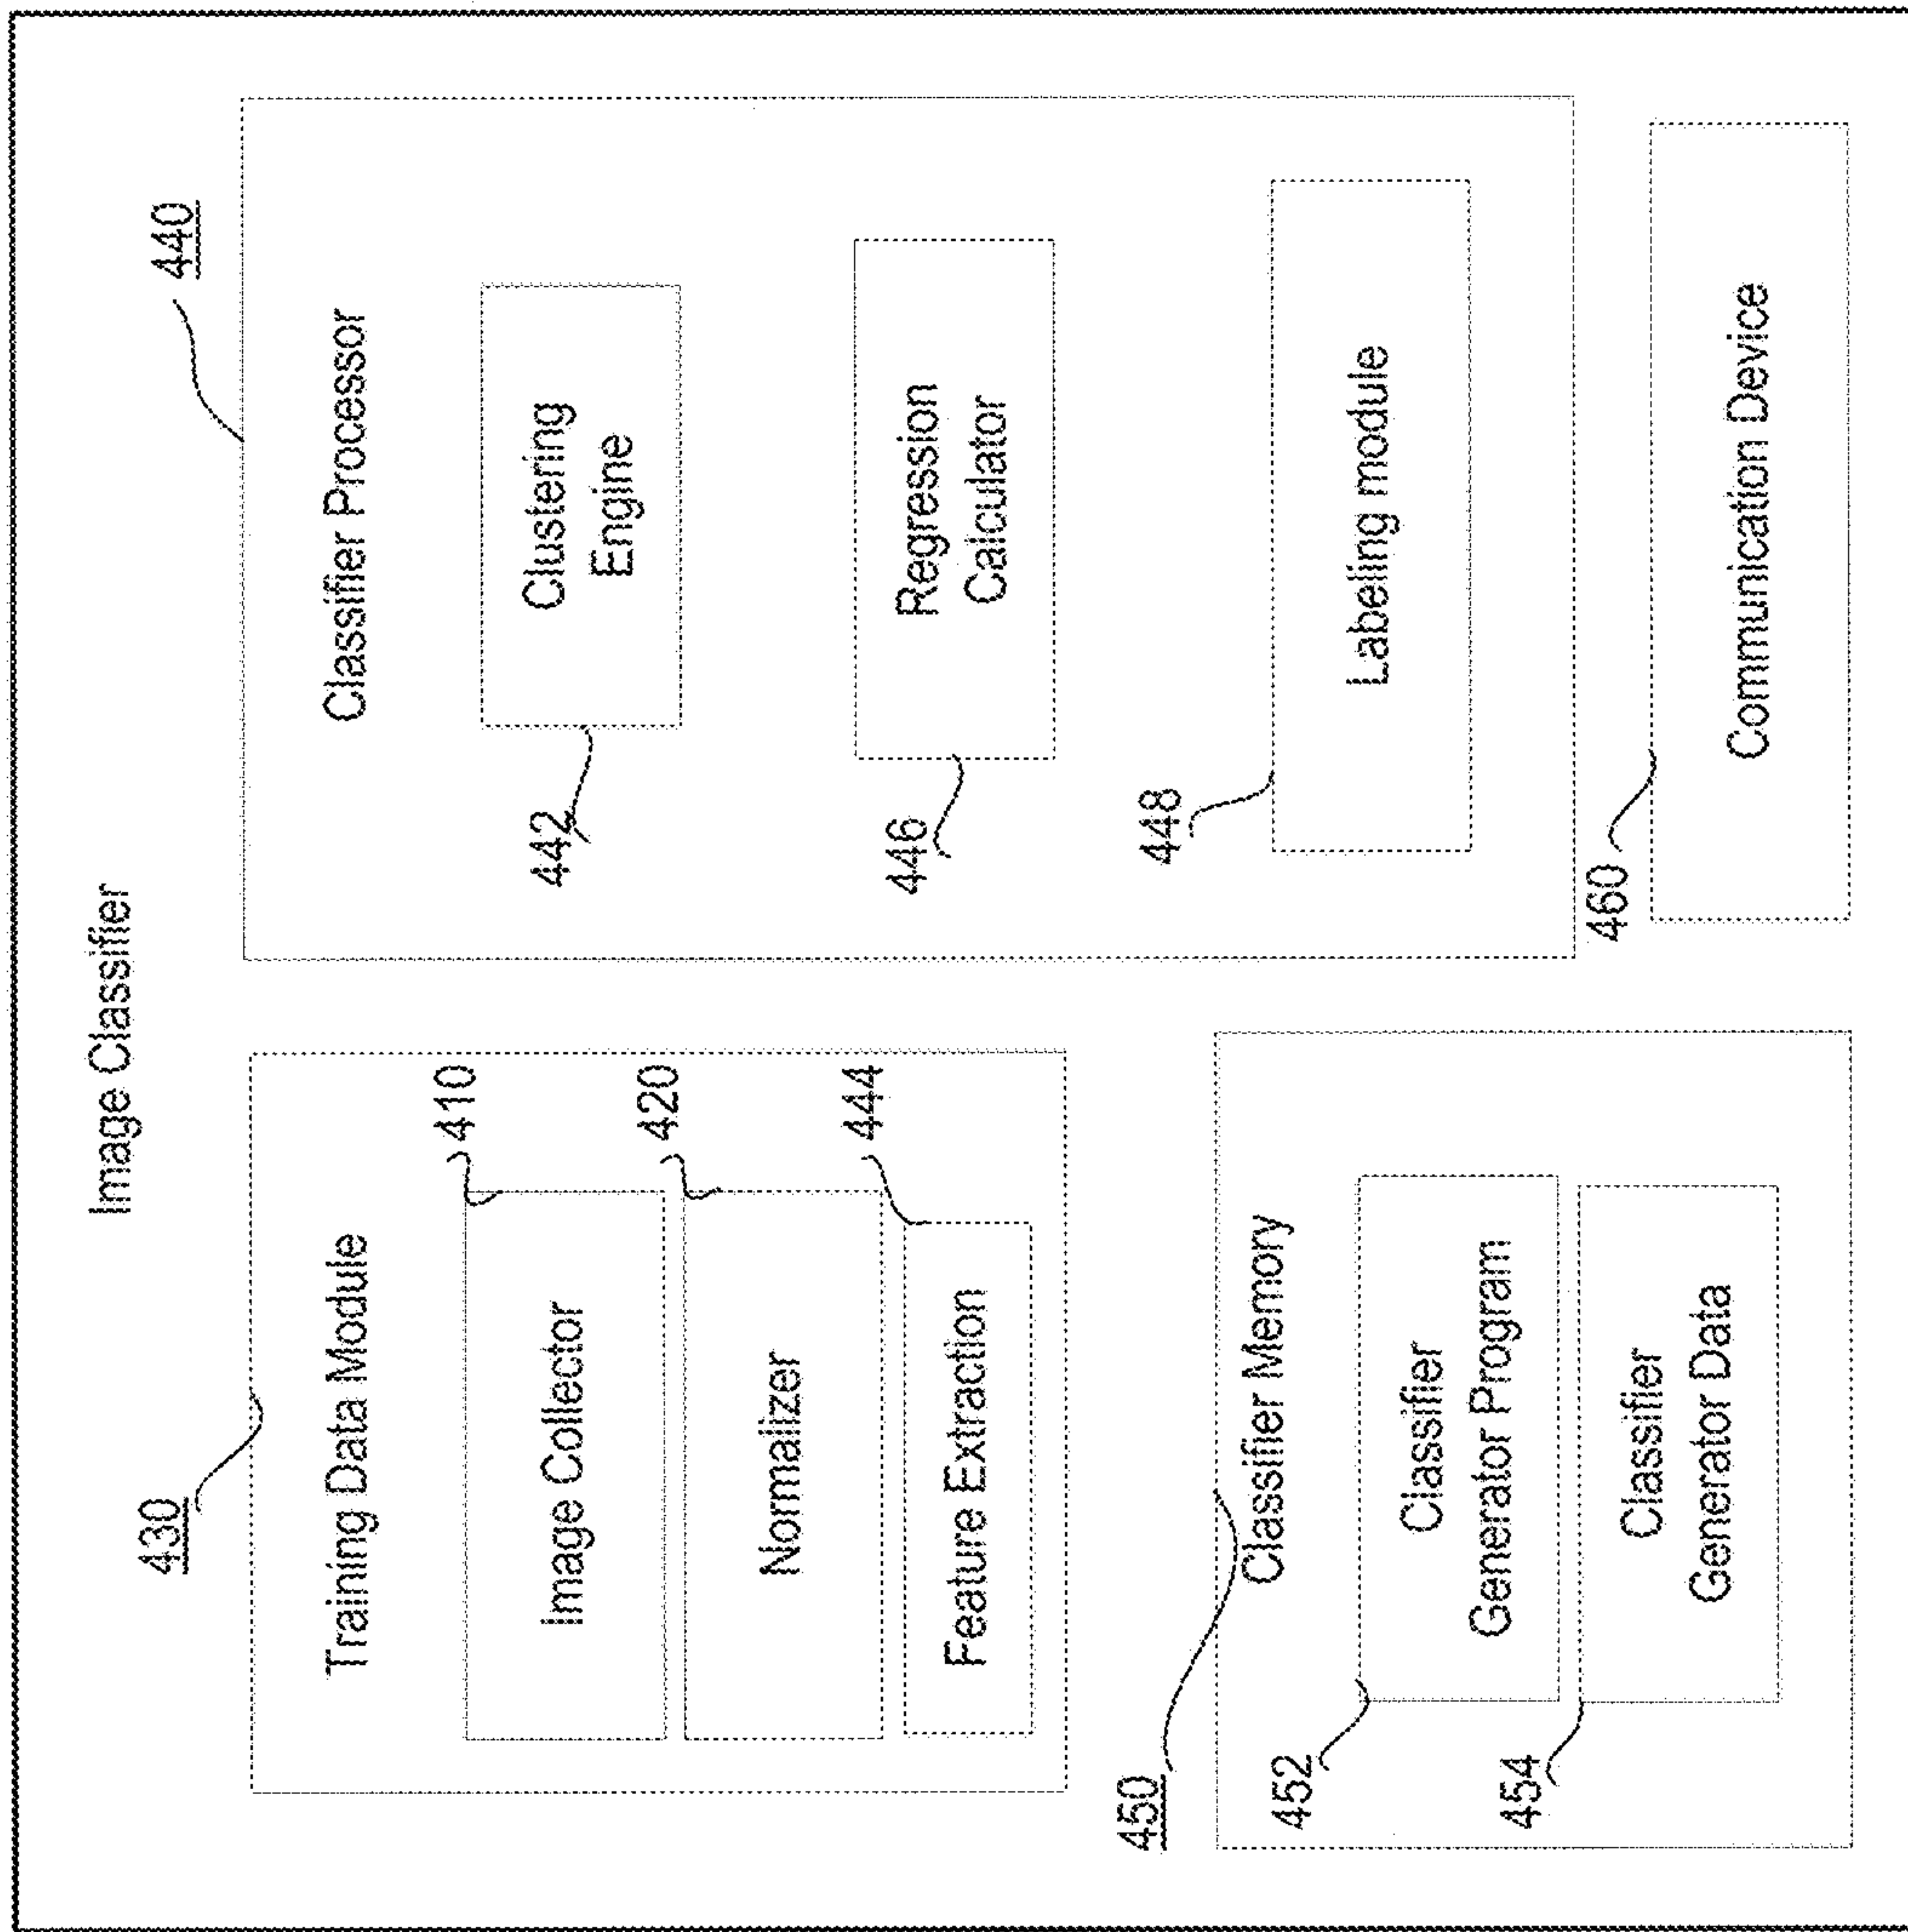 Image Classifier
430
Training Data Module
410
Image Collector
420
Normalizer
444
Feature Extraction
440
Classifier Processor
442
Clustering
Engine
446
Regression
Calculator
448
Labeling module
450
Classifier Memory
452
Classifier
Generator Program
454
Classifier
Generator Data
460
Communication Device